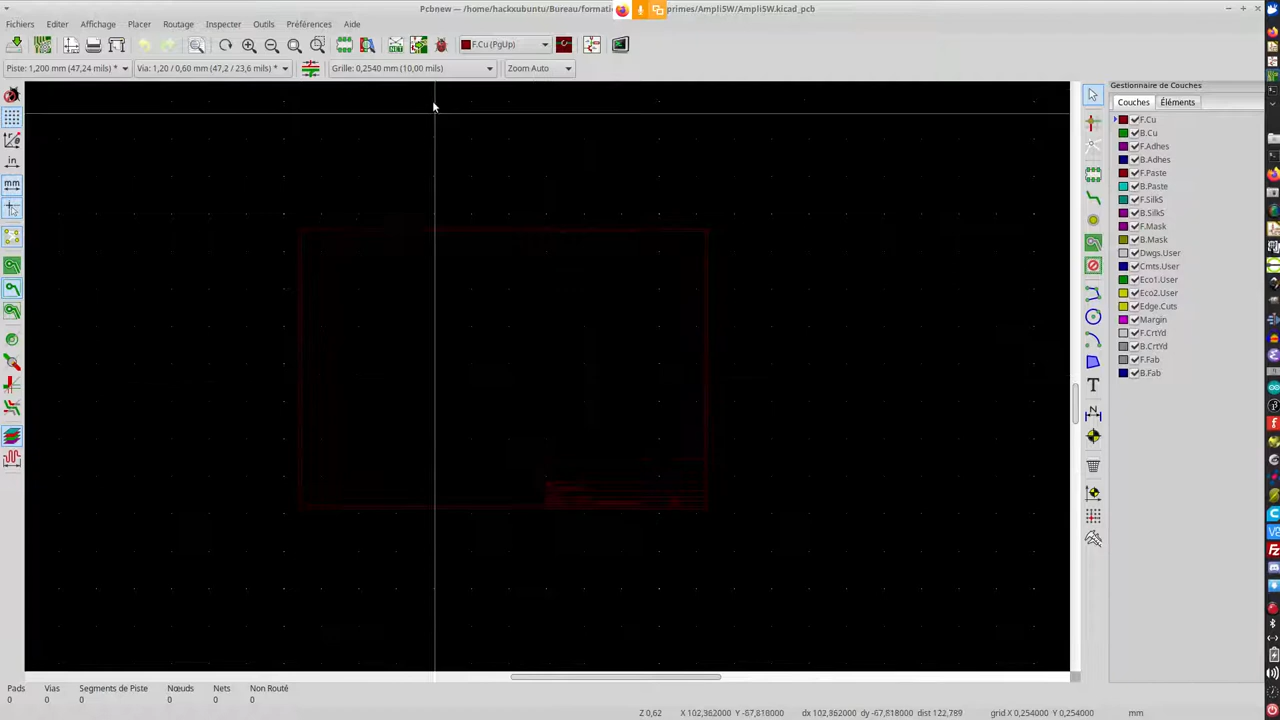 Pcbnew — /home/hackxubuntu/Bureau/formati primes/Ampli5W/Ampli5W.kicad_pcb
Fichiers Editer Affichage Placer Routage Inspecter Outils Préférences Aide
F.Cu (PgUp)
Piste: 1,200 mm (47,24 mils) * Via: 1,20 / 0,60 mm (47,2 / 23,6 mils) * Grille: 0,2540 mm (10,00 mils) Zoom Auto
Gestionnaire de Couches
Couches Éléments
F.Cu
B.Cu
F.Adhes
B.Adhes
F.Paste
B.Paste
F.SilkS
B.SilkS
F.Mask
B.Mask
Dwgs.User
Cmts.User
Eco1.User
Eco2.User
Edge.Cuts
Margin
F.CrtYd
B.CrtYd
F.Fab
B.Fab
in
mm
T
N
Pads Vias Segments de Piste Nœuds Nets Non Routé
0 0 0 0 0 0
Z 0,62 X 102,362000 Y -67,818000 dx 102,362000 dy -67,818000 dist 122,789 grid X 0,254000 Y 0,254000 mm